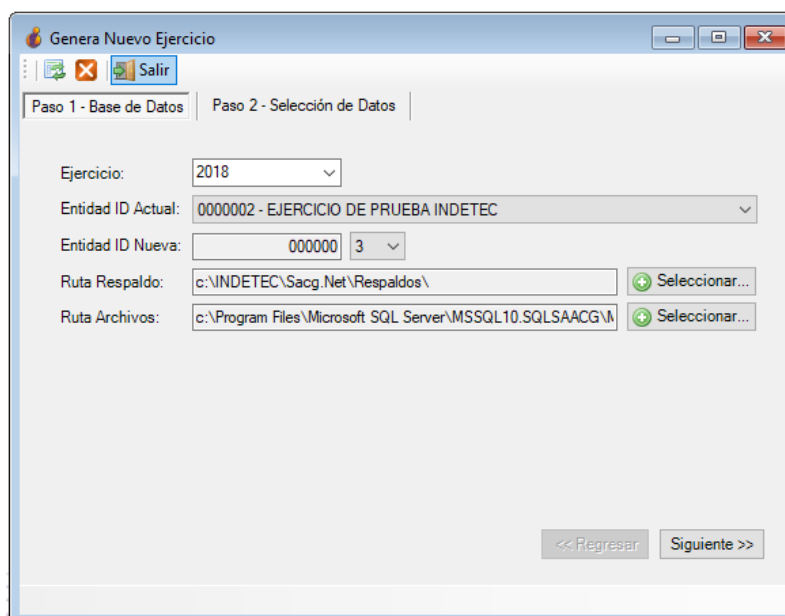 Genera Nuevo Ejercicio
Salir
Paso 1 - Base de Datos Paso 2 - Selección de Datos
Ejercicio: 2018
Entidad ID Actual: 0000002 - EJERCICIO DE PRUEBA INDETEC
Entidad ID Nueva: 000000 3
Ruta Respaldo: c:\INDETEC\Sacg.Net\Respaldos\ Seleccionar...
Ruta Archivos: c:\Program Files\Microsoft SQL Server\MSSQL10.SQLSAACG\M Seleccionar...
<< Regresar Siguiente >>